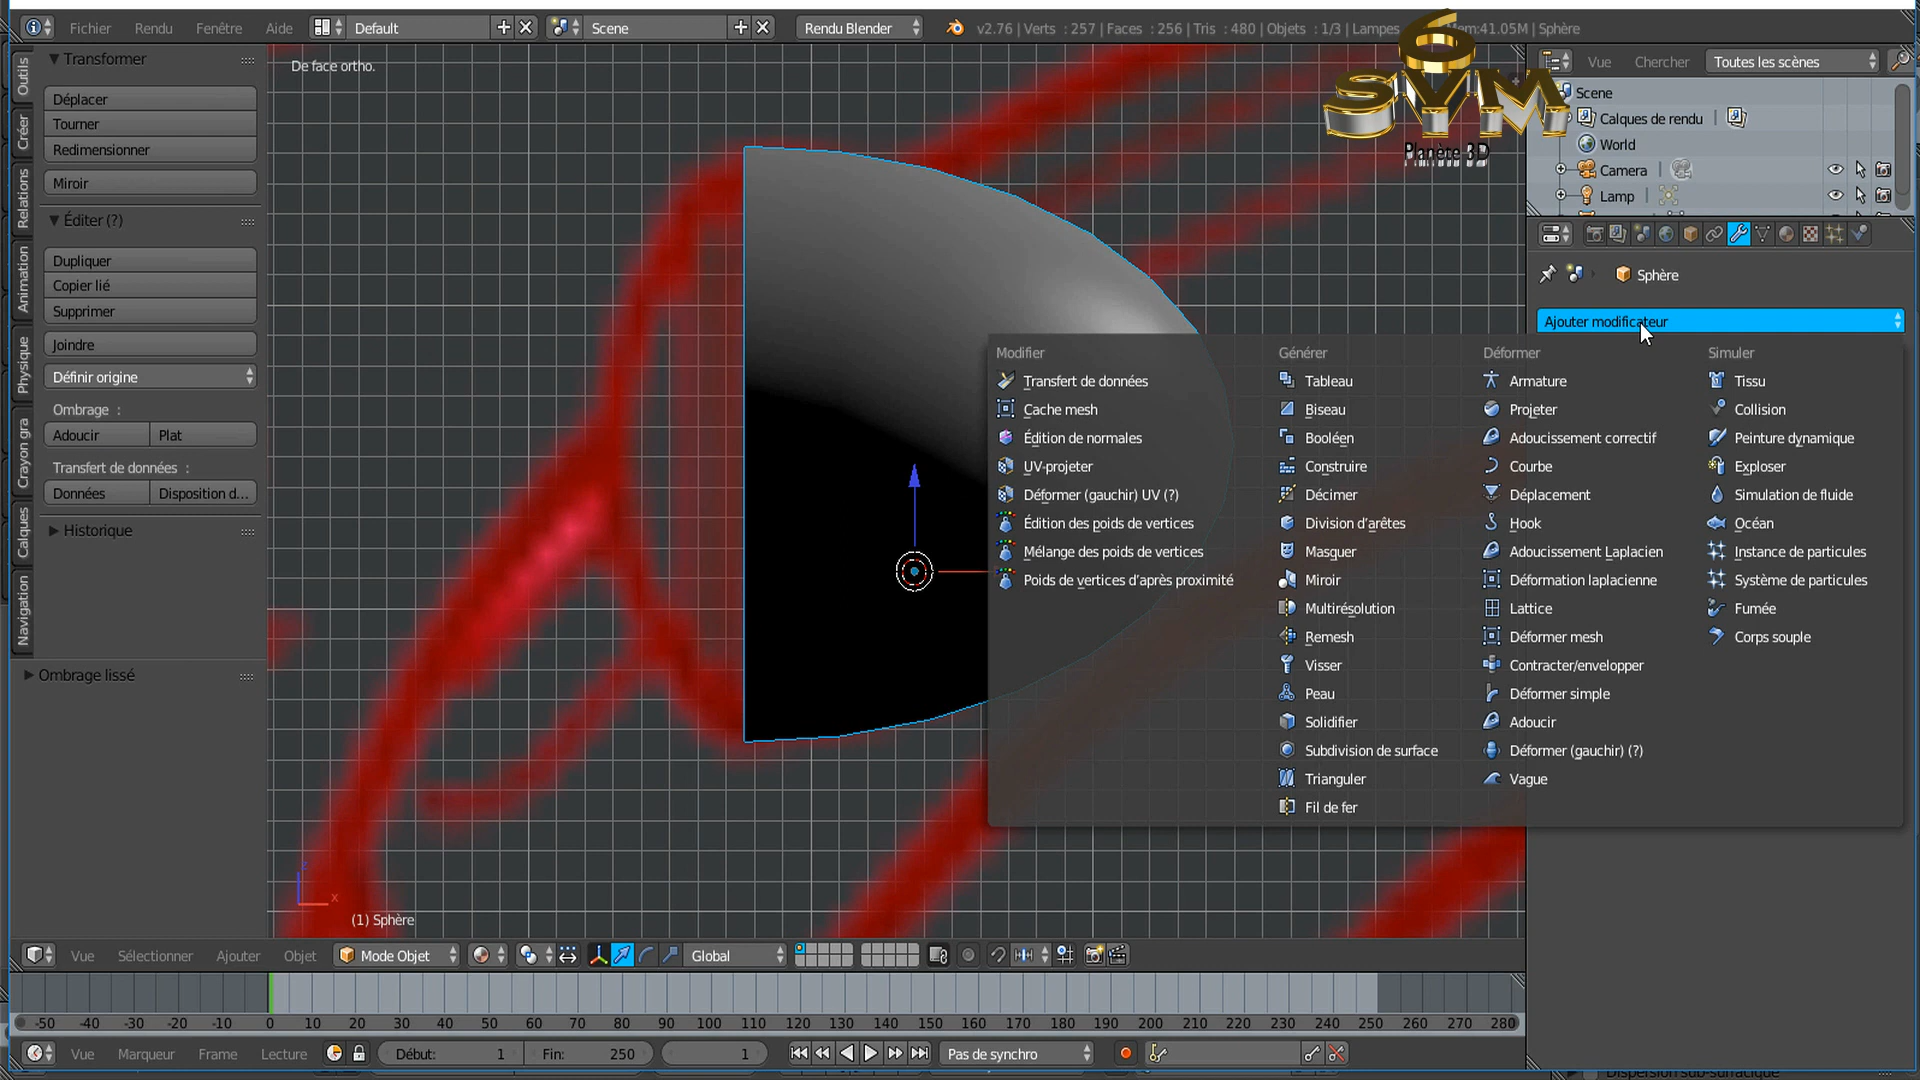 Fichier Rendu Fenêtre Aide Default Scene Rendu Blender v2.76 | Verts : 257 | Faces : 256 | Tris : 480 | Objets : 1/3 | Lampes Mem:41.05M | Sphère
6
SVM
Planète 3D
De face ortho.
Outils
Créer
Relations
Animation
Physique
Crayon gra
Calques
Navigation
Transformer
Déplacer
Tourner
Redimensionner
Miroir
Éditer (?)
Dupliquer
Copier lié
Supprimer
Joindre
Définir origine
Ombrage :
Adoucir Plat
Transfert de données :
Données Disposition d...
Historique
Ombrage lissé
Vue Chercher Toutes les scènes
Scene
Calques de rendu
World
Camera
Lamp
Sphère
Ajouter modificateur
Modifier
Transfert de données
Cache mesh
Édition de normales
UV-projeter
Déformer (gauchir) UV (?)
Édition des poids de vertices
Mélange des poids de vertices
Poids de vertices d'après proximité
Générer
Tableau
Biseau
Booléen
Construire
Décimer
Division d'arêtes
Masquer
Miroir
Multirésolution
Remesh
Visser
Peau
Solidifier
Subdivision de surface
Trianguler
Fil de fer
Déformer
Armature
Projeter
Adoucissement correctif
Courbe
Déplacement
Hook
Adoucissement Laplacien
Déformation laplacienne
Lattice
Déformer mesh
Contracter/envelopper
Déformer simple
Adoucir
Déformer (gauchir) (?)
Vague
Simuler
Tissu
Collision
Peinture dynamique
Exploser
Simulation de fluide
Océan
Instance de particules
Système de particules
Fumée
Corps souple
z
x
(1) Sphère
Vue Sélectionner Ajouter Objet Mode Objet Global
-50 -40 -30 -20 -10 0 10 20 30 40 50 60 70 80 90 100 110 120 130 140 150 160 170 180 190 200 210 220 230 240 250 260 270 280
Vue Marqueur Frame Lecture Début: 1 Fin: 250 1 Pas de synchro
Dispersion sub-surfacique